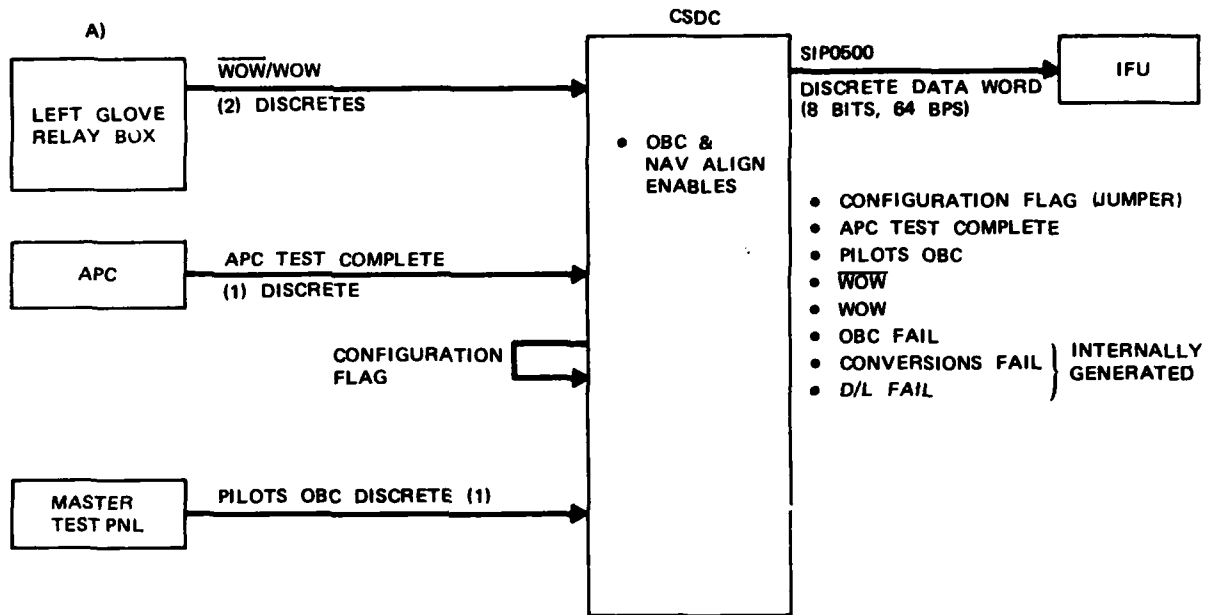 A)
CSDC
LEFT GLOVE
RELAY BOX
W̅O̅W̅/WOW
(2) DISCRETES
• OBC &
NAV ALIGN
ENABLES
SIP0500
DISCRETE DATA WORD
(8 BITS, 64 BPS)
IFU
• CONFIGURATION FLAG (JUMPER)
• APC TEST COMPLETE
• PILOTS OBC
• W̅O̅W̅
• WOW
• OBC FAIL
• CONVERSIONS FAIL
• D/L FAIL
INTERNALLY
GENERATED
APC
APC TEST COMPLETE
(1) DISCRETE
CONFIGURATION
FLAG
MASTER
TEST PNL
PILOTS OBC DISCRETE (1)